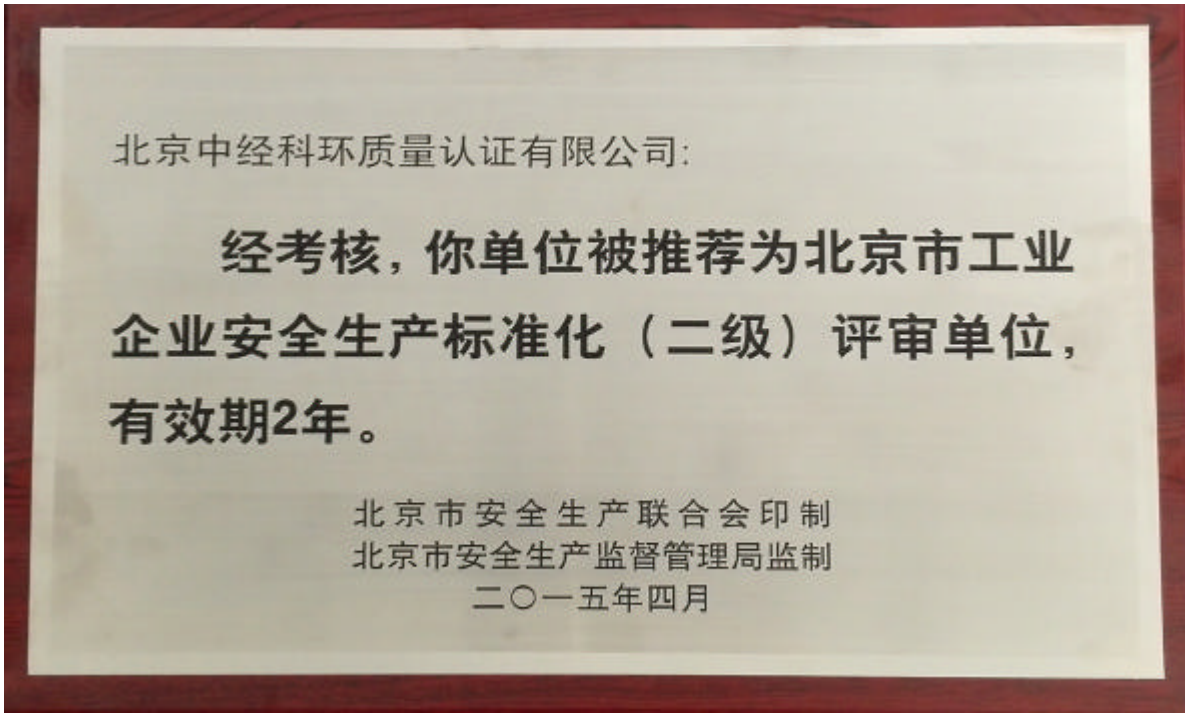 北京中经科环质量认证有限公司:
经考核,你单位被推荐为北京市工业
企业安全生产标准化(二级)评审单位,
有效期2年。
北京市安全生产联合会印制
北京市安全生产监督管理局监制
二〇一五年四月